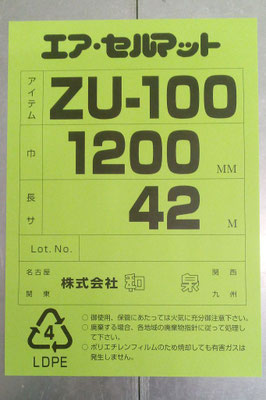 エア・セルマット
アイテム ZU-100
巾 1200 MM
長サ 42 M
Lot. No.
名古屋 関西
株式会社 和泉
関東 九州
4
LDPE
○ 御使用、保管にあたっては火気に充分御注意下さい。
○ 廃棄する場合、各地域の廃棄物指針に従って処理し
て下さい。
○ ポリエチレンフィルムのため焼却しても有害ガスは
発生しません。